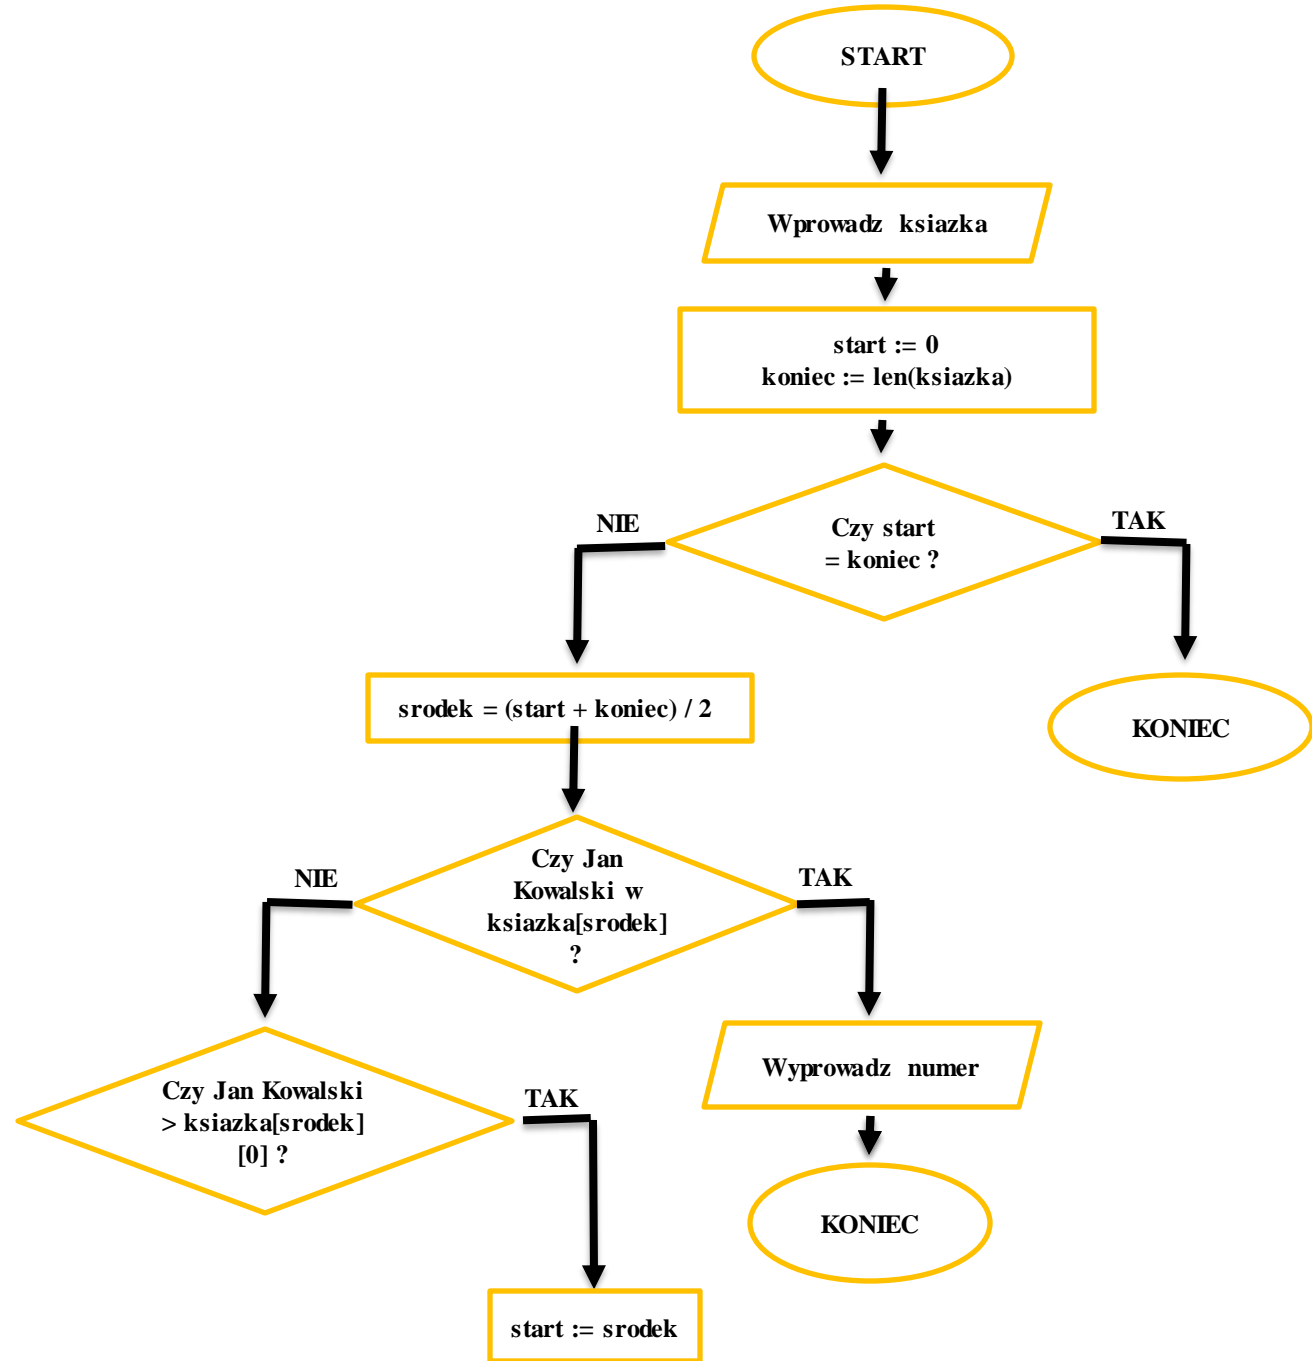 START
Wprowadz ksiazka
start := 0
koniec := len(ksiazka)
NIE
Czy start
= koniec ?
TAK
srodek = (start + koniec) / 2
KONIEC
NIE
Czy Jan
Kowalski w
ksiazka[srodek]
?
TAK
Czy Jan Kowalski
> ksiazka[srodek]
[0] ?
TAK
Wyprowadz numer
KONIEC
start := srodek